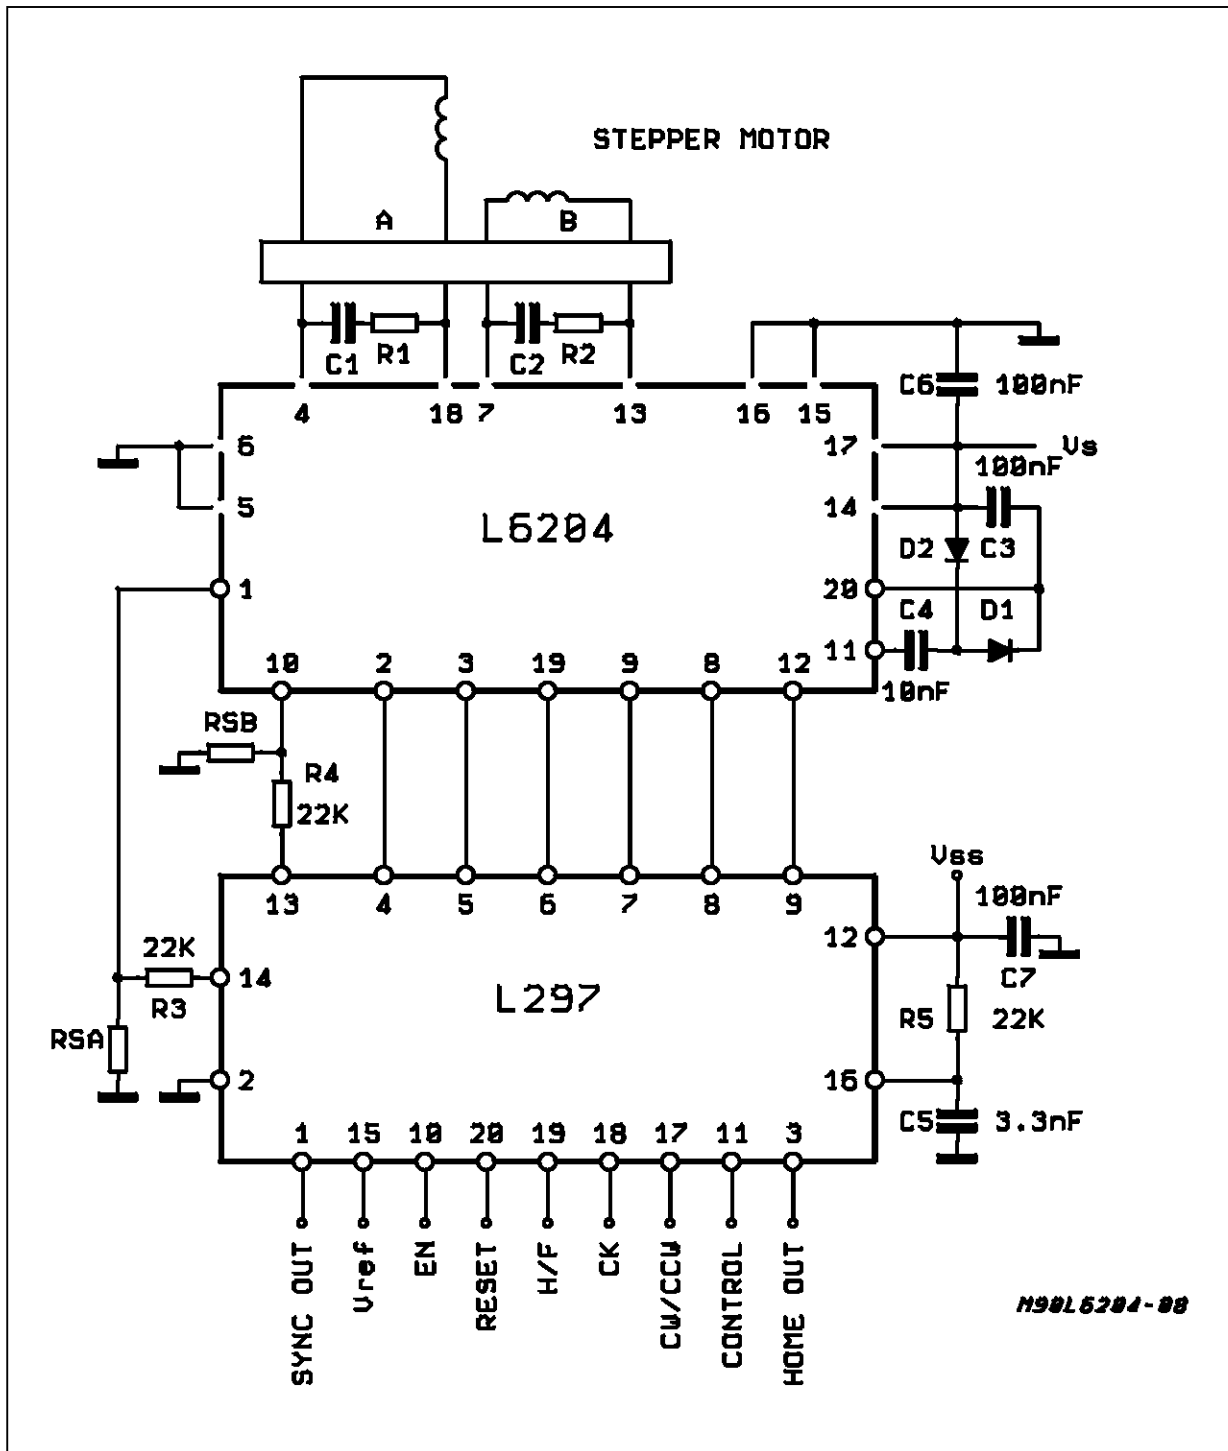 STEPPER MOTOR
A
B
C1
R1
C2
R2
C6
100nF
4
18
7
13
16
15
6
17
Vs
100nF
5
14
L6204
D2
C3
1
20
C4
D1
11
10
2
3
19
9
8
12
10nF
RSB
R4
22K
Vss
13
4
5
6
7
8
9
100nF
22K
12
14
C7
R3
L297
R5
22K
RSA
2
16
1
15
10
20
19
18
17
11
3
C5
3.3nF
SYNC OUT
Vref
EN
RESET
H/F
CK
CW/CCW
CONTROL
HOME OUT
M90L6204-08